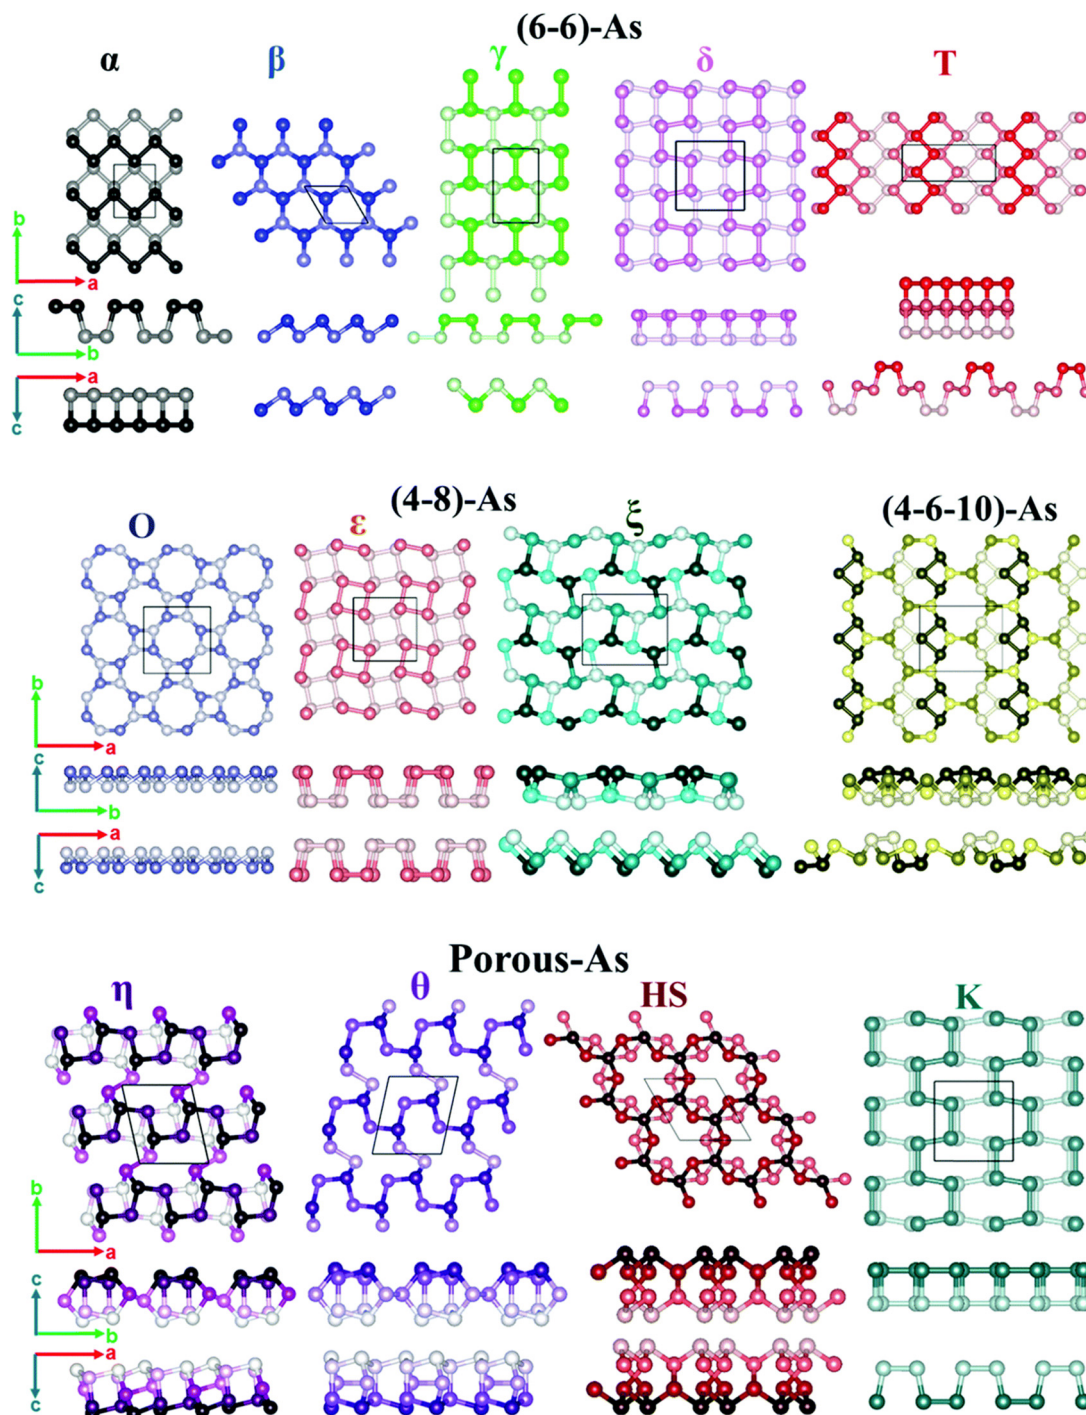 (6-6)-As
α β γ δ T
b
a
c
b
a
c
(4-8)-As (4-6-10)-As
O ε ξ
b
a
c
b
a
c
Porous-As
η θ HS K
b
a
c
b
a
c